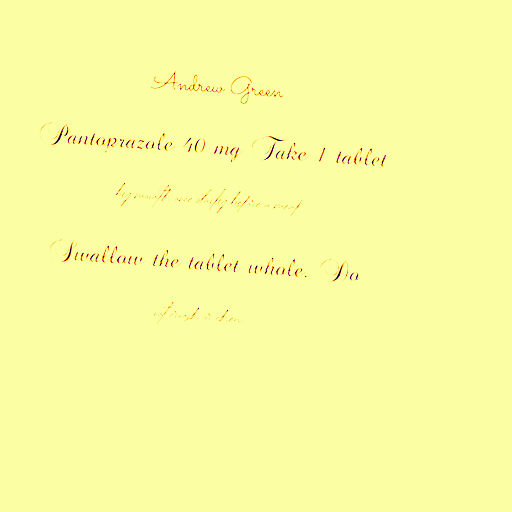 Andrew Green
Pantoprazole 40 mg Take 1 tablet
by mouth once daily before a meal
Swallow the tablet whole. Do